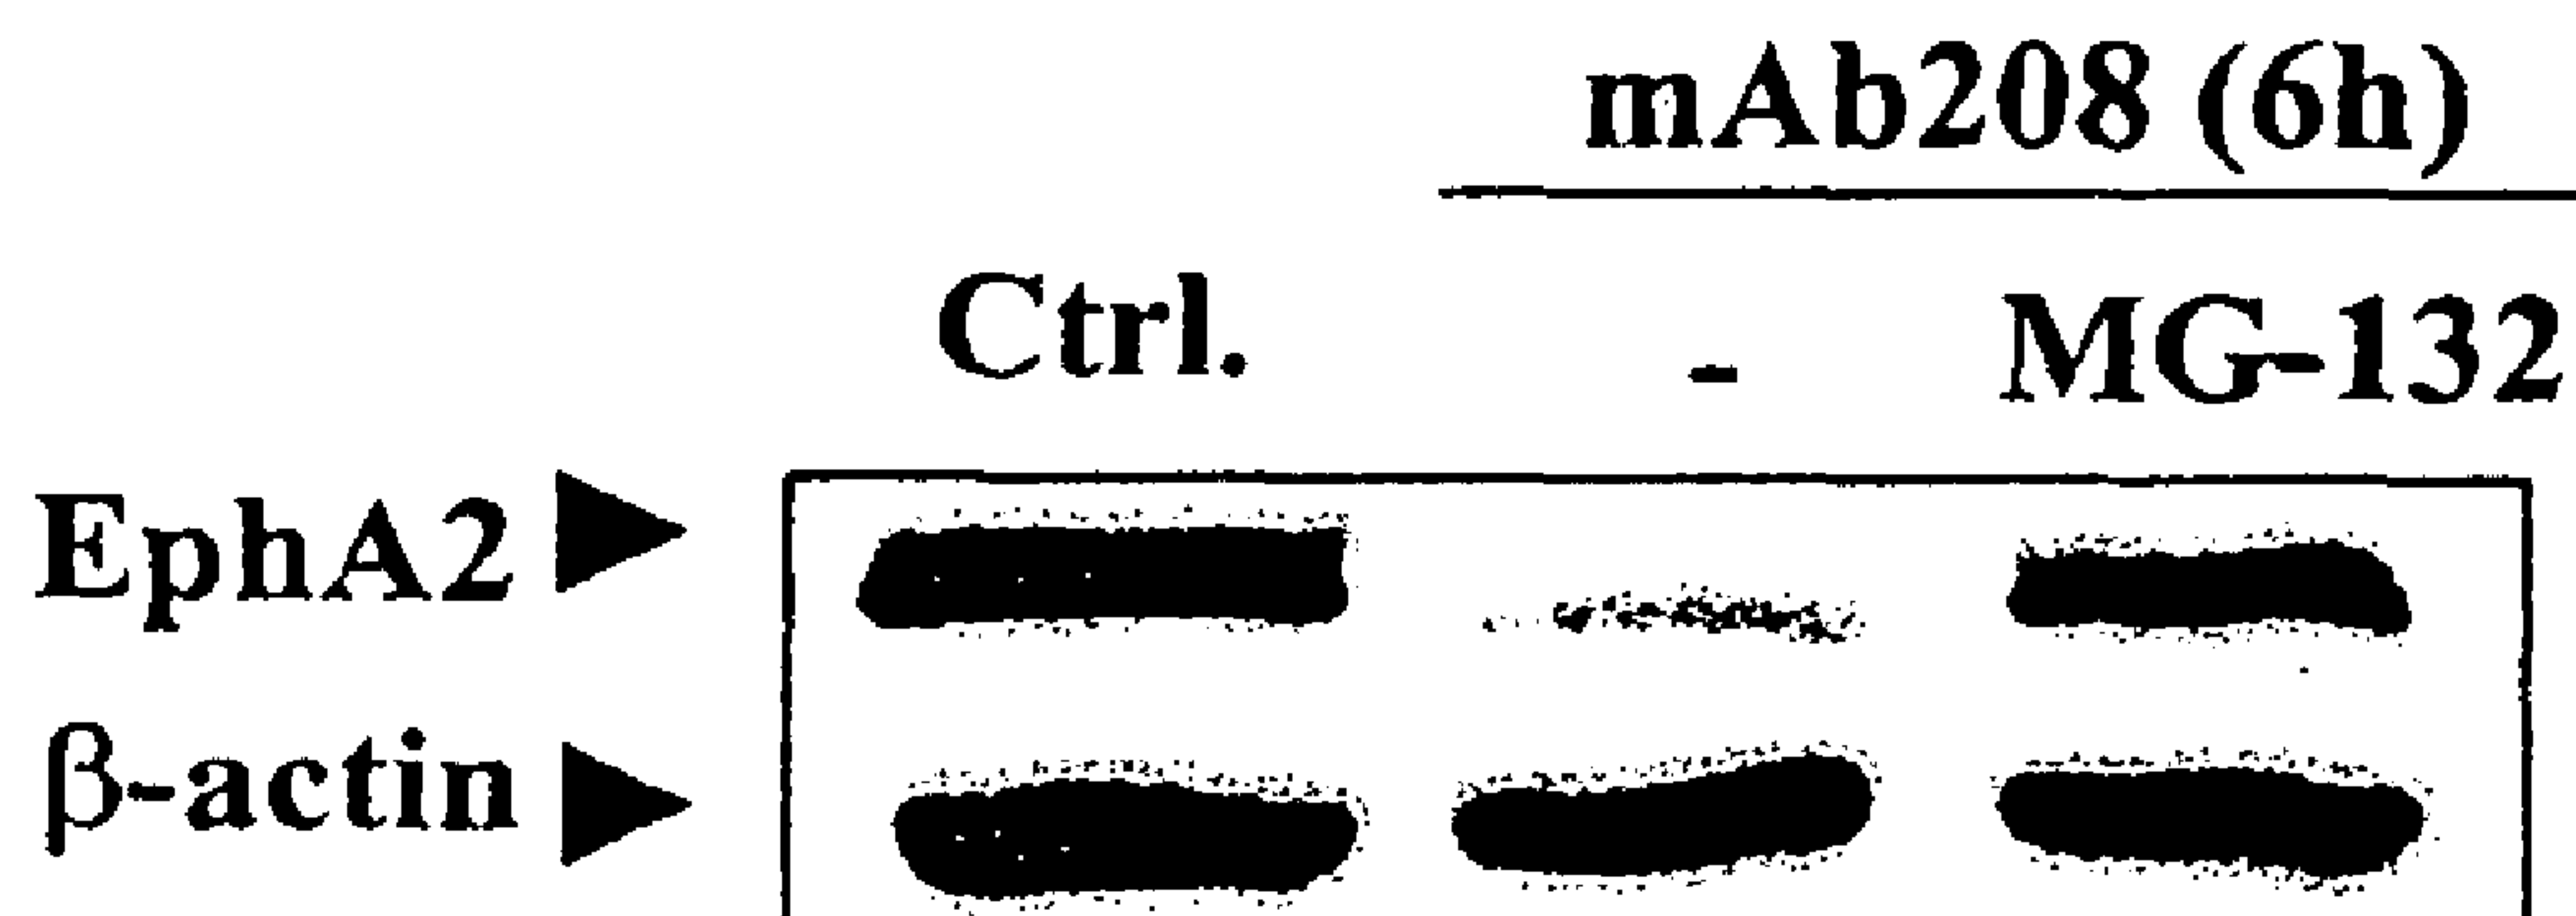 mAb208 (6h)
Ctrl. - MG-132
EphA2
β-actin